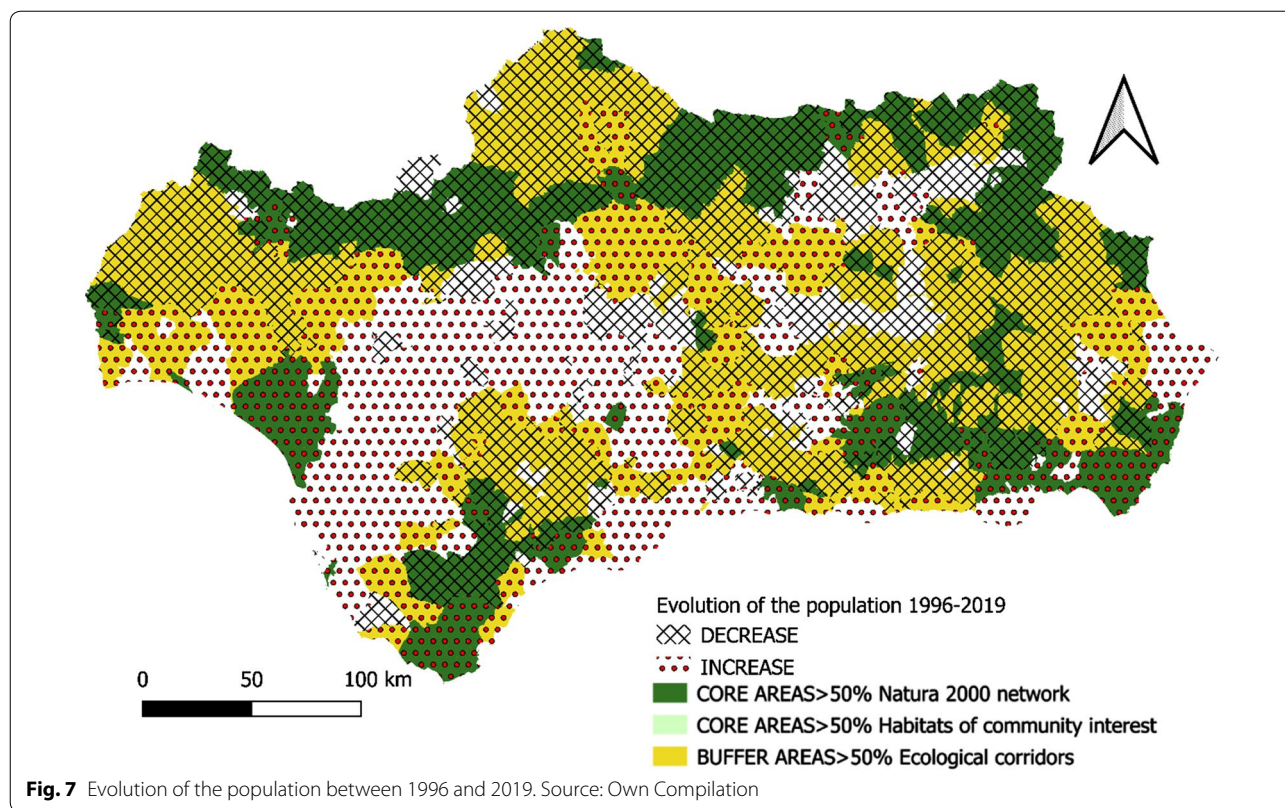 Evolution of the population 1996-2019
DECREASE
INCREASE
CORE AREAS>50% Natura 2000 network
CORE AREAS>50% Habitats of community interest
BUFFER AREAS>50% Ecological corridors
0 50 100 km
Fig. 7 Evolution of the population between 1996 and 2019. Source: Own Compilation